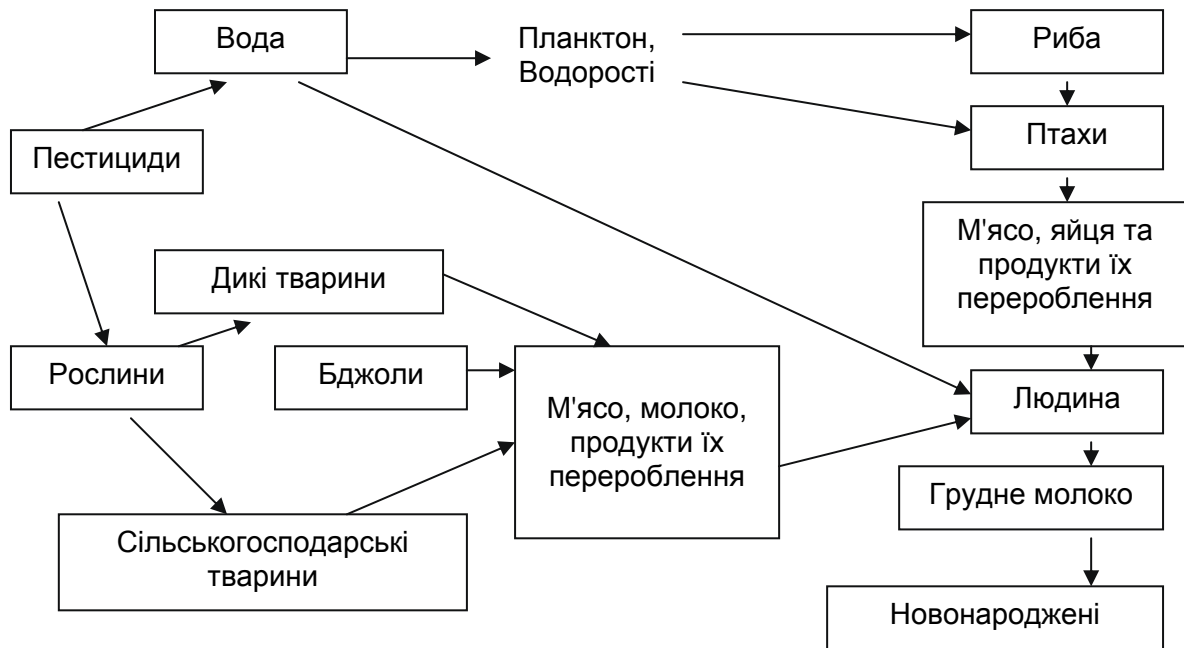 Вода
Планктон,
Водорості
Риба
Птахи
Пестициди
М'ясо, яйця та
продукти їх
перероблення
Дикі тварини
Рослини
Бджоли
М'ясо, молоко,
продукти їх
перероблення
Людина
Грудне молоко
Сільськогосподарські
тварини
Новонароджені